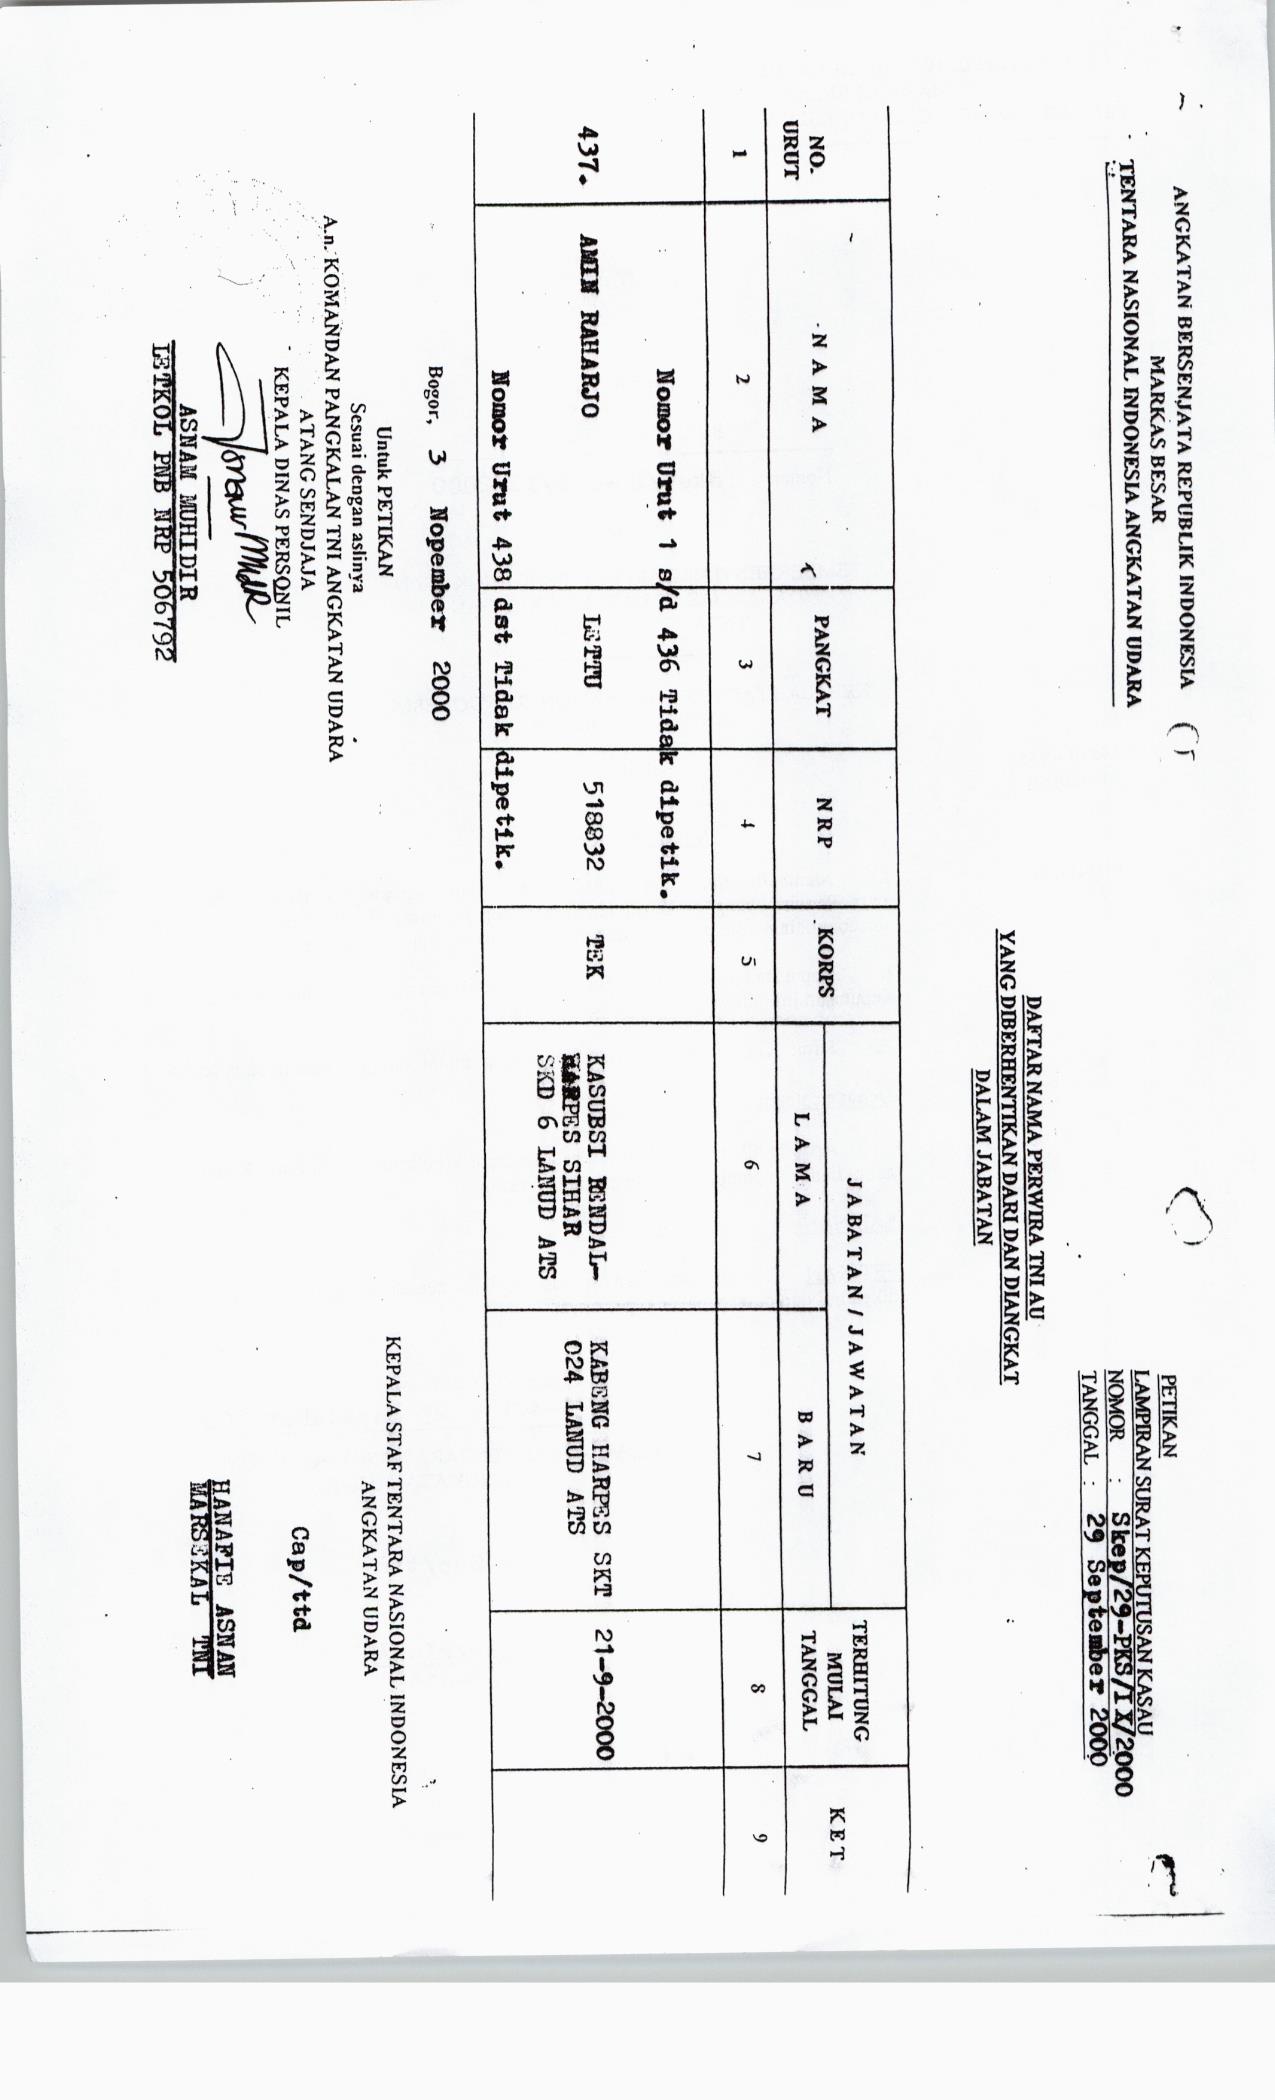 ANGKATAN BERSENJATA REPUBLIK INDONESIA
MARKAS BESAR
TENTARA NASIONAL INDONESIA ANGKATAN UDARA
PETIKAN
LAMPIRAN SURAT KEPUTUSAN KASAU
NOMOR : Skep/29-PKS/IX/2000
TANGGAL : 29 September 2000
DAFTAR NAMA PERWIRA TNI AU
YANG DIBERHENTIKAN DARI DAN DIANGKAT
DALAM JABATAN
NO. URUT
N A M A
PANGKAT
N R P
KORPS
J A B A T A N / J A W A T A N
L A M A
B A R U
TERHITUNG MULAI TANGGAL
K E T
1 2 3 4 5 6 7 8 9
Nomor Urut 1 s/d 436 Tidak dipetik.
437. AMIN RAHARJO LETTU 518832 TEK KASUBSI RENDAL- KABENG HARPES SKT 21-9-2000
HARPES SIHAR 024 LANUD ATS
SKD 6 LANUD ATS
Nomor Urut 438 dst Tidak dipetik.
Bogor, 3 Nopember 2000
Untuk PETIKAN
Sesuai dengan aslinya
A.n. KOMANDAN PANGKALAN TNI ANGKATAN UDARA
ATANG SENDJAJA
KEPALA DINAS PERSONIL
ASNAM MUHIDIR
LETKOL PNB NRP 506792
KEPALA STAF TENTARA NASIONAL INDONESIA
ANGKATAN UDARA
Cap/ttd
HANAFIE ASNAN
MARSEKAL TNI